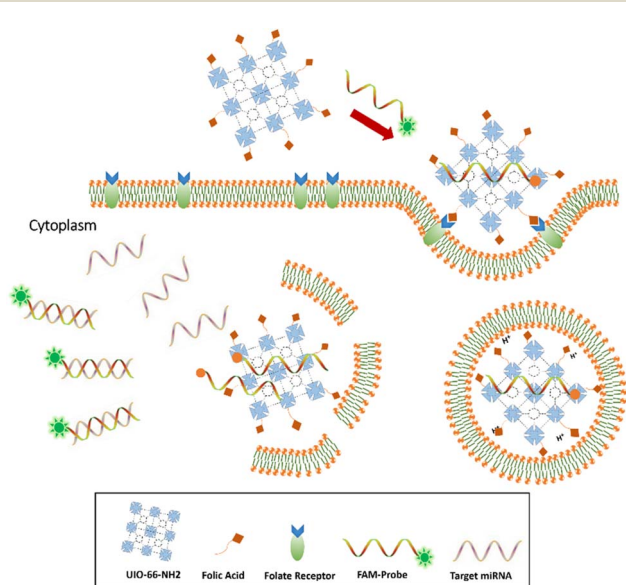 Cytoplasm
H⁺
H⁺
H⁺
H⁺
UIO-66-NH2 Folic Acid Folate Receptor FAM-Probe Target miRNA